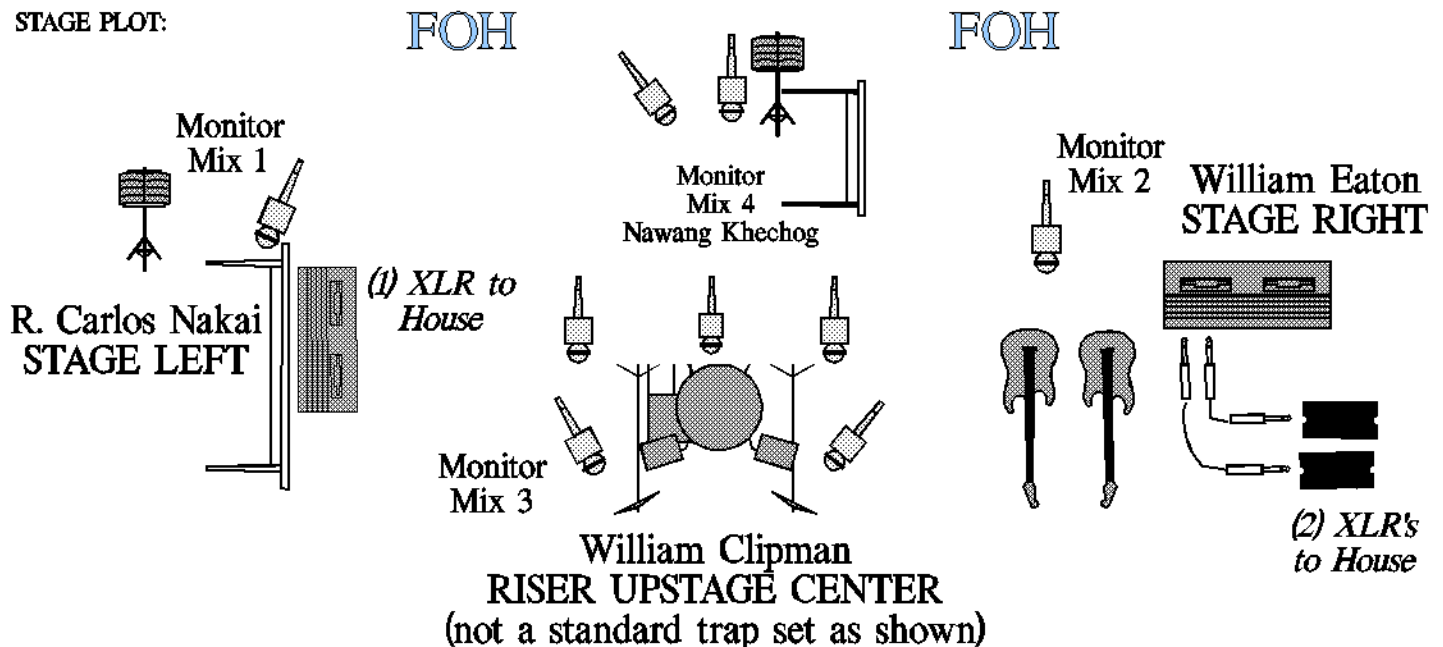 STAGE PLOT:
FOH
FOH
Monitor
Mix 1
Monitor
Mix 4
Nawang Khechog
Monitor
Mix 2
William Eaton
STAGE RIGHT
(1) XLR to
House
R. Carlos Nakai
STAGE LEFT
Monitor
Mix 3
(2) XLR's
to House
William Clipman
RISER UPSTAGE CENTER
(not a standard trap set as shown)